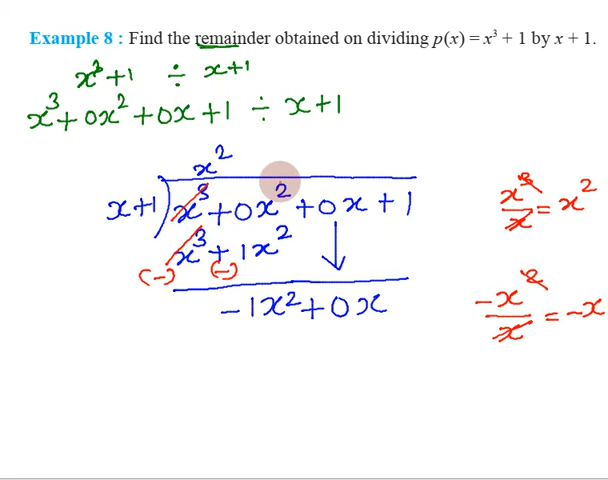 Example 8 : Find the remainder obtained on dividing p(x) = x³ + 1 by x + 1.
x³+1 ÷ x+1
x³+0x²+0x+1 ÷ x+1
x²
x+1)x³+0x²+0x+1
x³/x = x²
x³+1x²
(-) (-)
-1x²+0x
-x²/x = -x